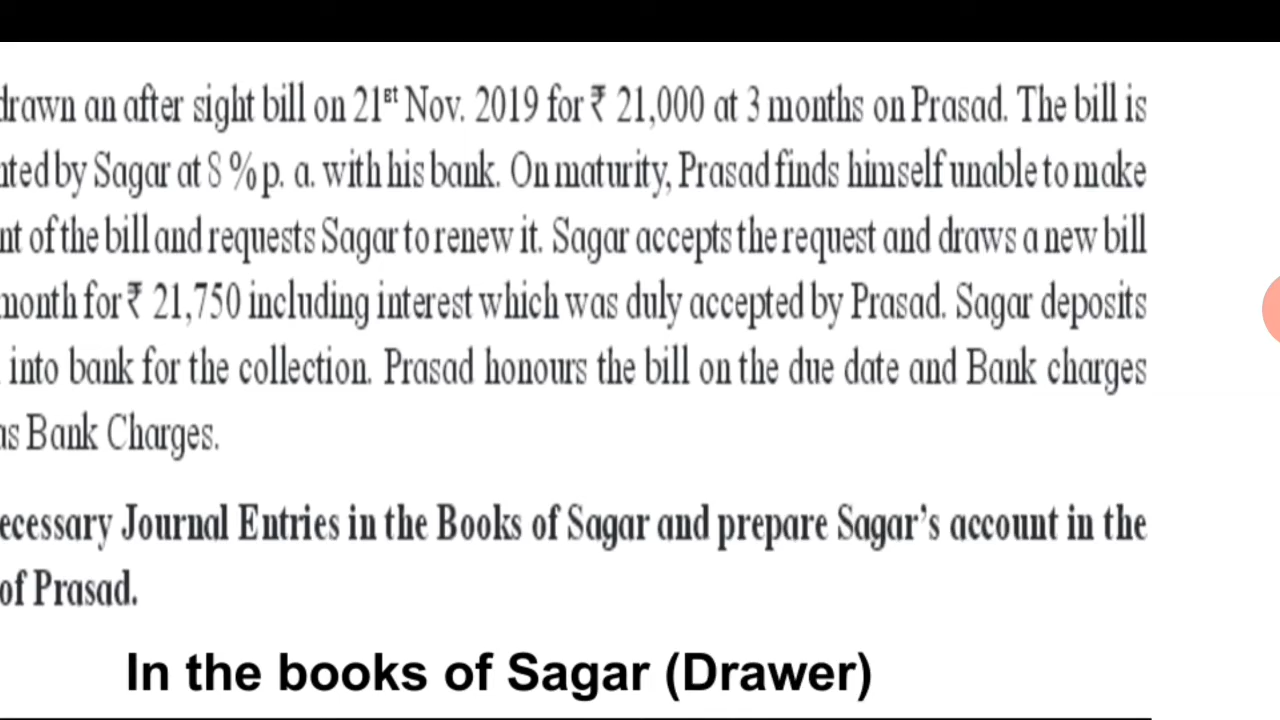 drawn an after sight bill on 21st Nov. 2019 for ₹ 21,000 at 3 months on Prasad. The bill is
nted by Sagar at 8 % p. a. with his bank. On maturity, Prasad finds himself unable to make
nt of the bill and requests Sagar to renew it. Sagar accepts the request and draws a new bill
month for ₹ 21,750 including interest which was duly accepted by Prasad. Sagar deposits
into bank for the collection. Prasad honours the bill on the due date and Bank charges
as Bank Charges.
ecessary Journal Entries in the Books of Sagar and prepare Sagar's account in the
of Prasad.
In the books of Sagar (Drawer)